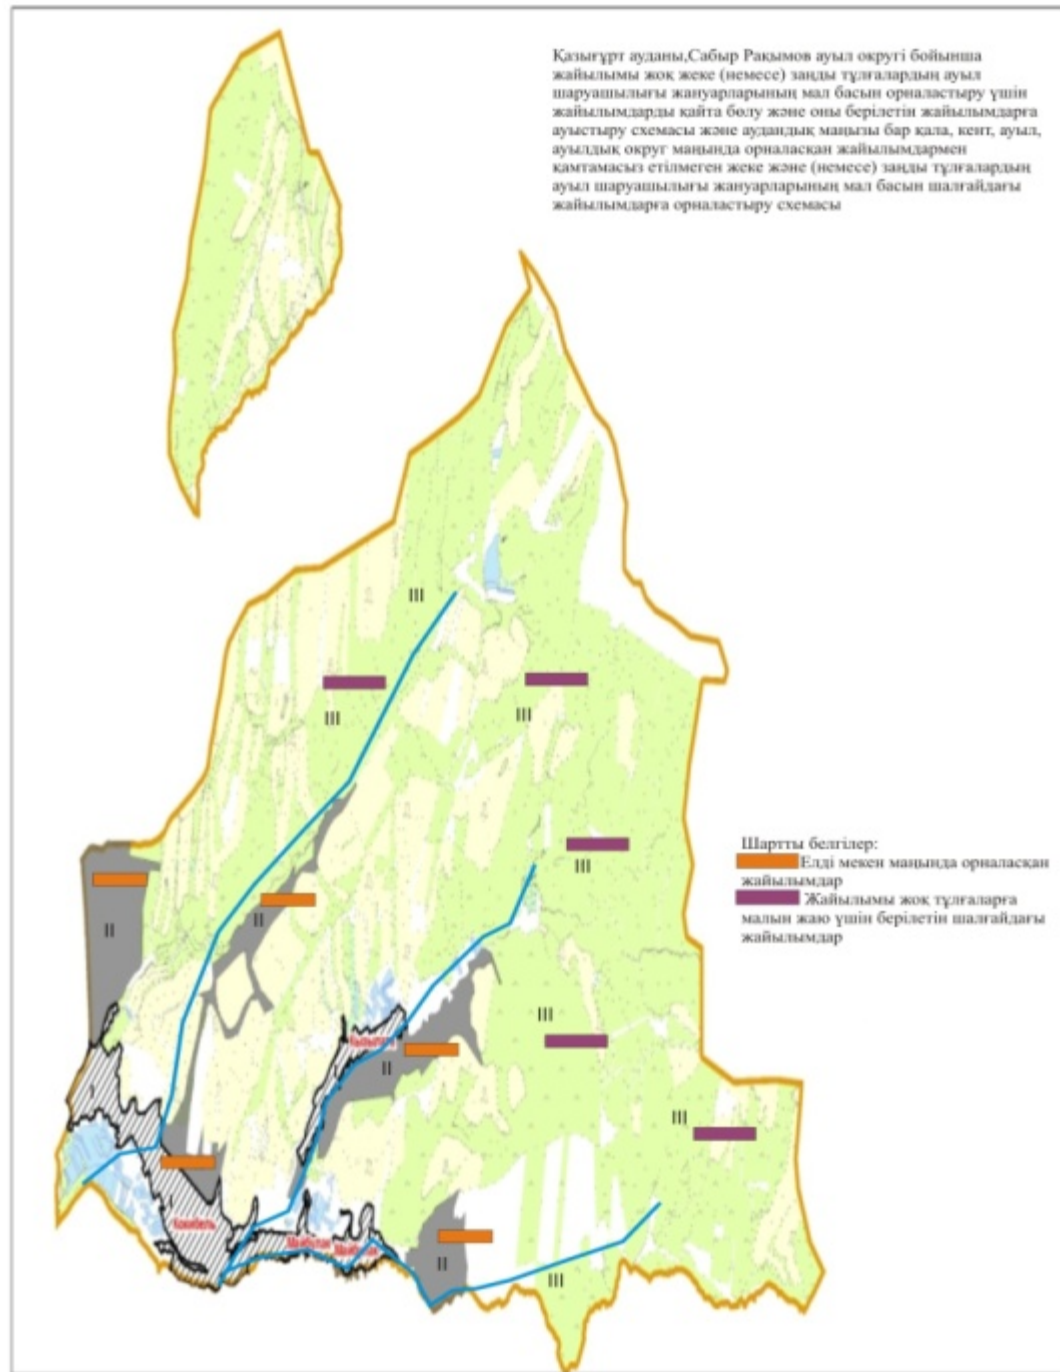 Қазығұрт ауданы,Сабыр Рақымов ауыл округі бойынша
жайылымы жоқ жеке (немесе) заңды тұлғалардың ауыл
шаруашылығы жануарларының мал басын орналастыру үшін
жайылымдарды қайта бөлу және оны берілетін жайылымдарға
ауыстыру схемасы және аудандық маңызы бар қала, кент, ауыл,
ауылдық округ маңында орналасқан жайылымдармен
қамтамасыз етілмеген жеке және (немесе) заңды тұлғалардың
ауыл шаруашылығы жануарларының мал басын шалғайдағы
жайылымдарға орналастыру схемасы
III
III
III
Шартты белгілер:
Елді мекен маңында орналасқан
жайылымдар
Жайылымы жоқ тұлғаларға
малын жаю үшін берілетін шалғайдағы
жайылымдар
III
II
II
III
II
I
III
I
Кокибель
Майбулак
II
III